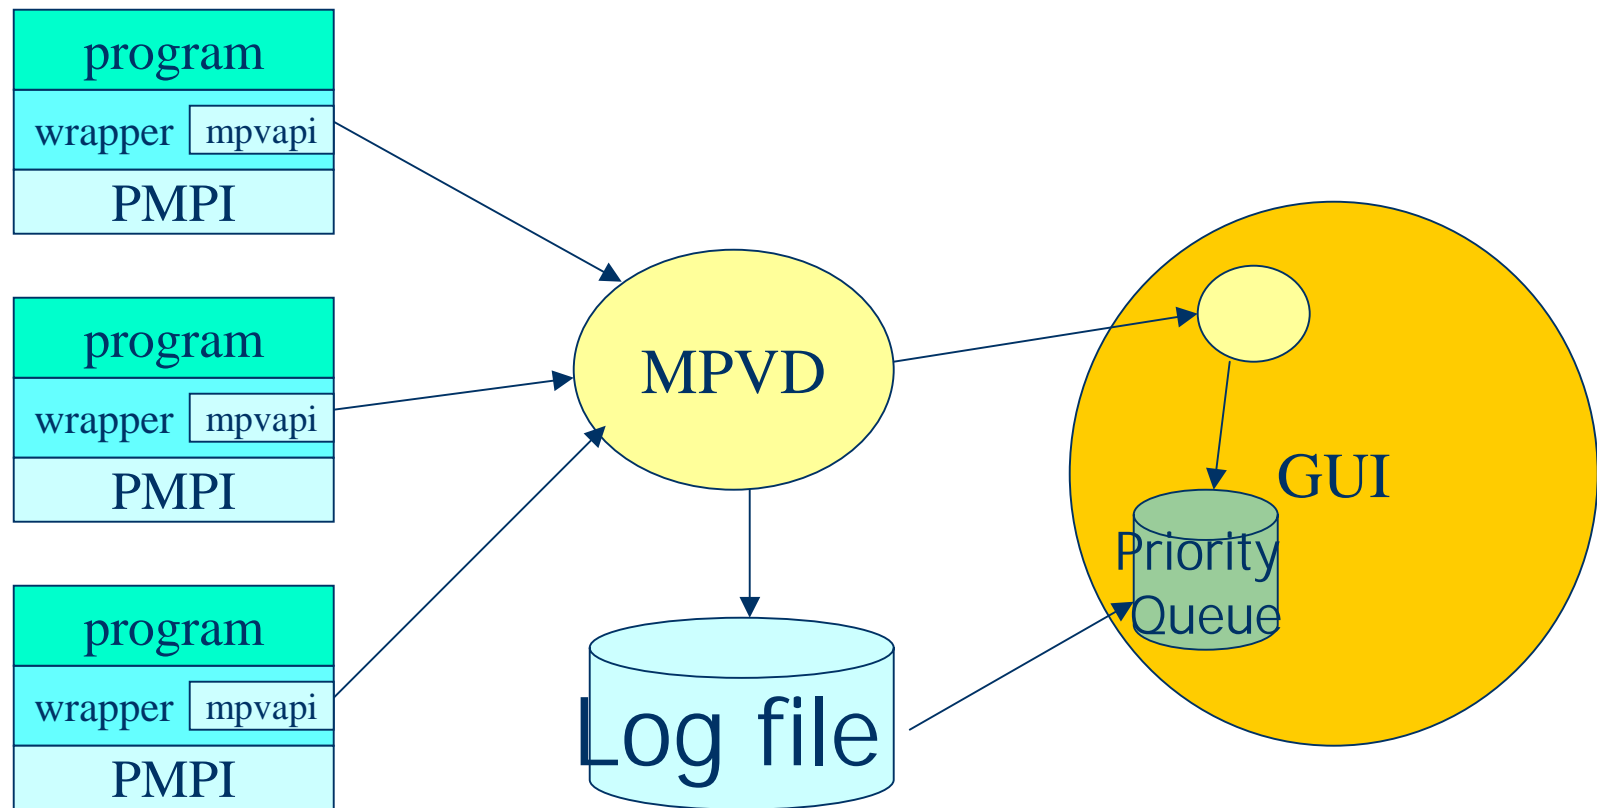 program
wrapper mpvapi
PMPI
program
wrapper mpvapi
PMPI
program
wrapper mpvapi
PMPI
MPVD
Log file
GUI
Priority
Queue